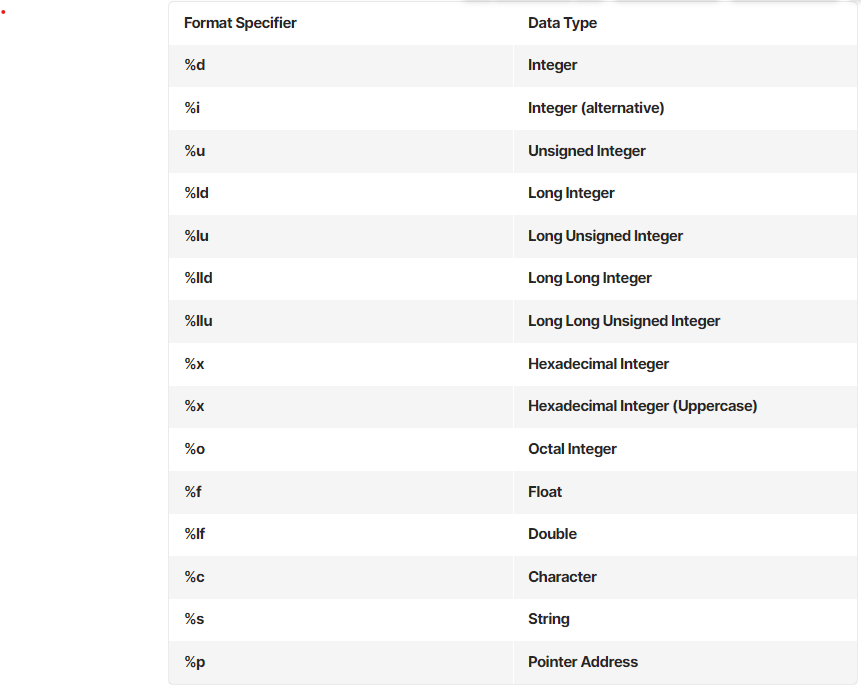 Format Specifier Data Type
%d Integer
%i Integer (alternative)
%u Unsigned Integer
%ld Long Integer
%lu Long Unsigned Integer
%lld Long Long Integer
%llu Long Long Unsigned Integer
%x Hexadecimal Integer
%x Hexadecimal Integer (Uppercase)
%o Octal Integer
%f Float
%lf Double
%c Character
%s String
%p Pointer Address